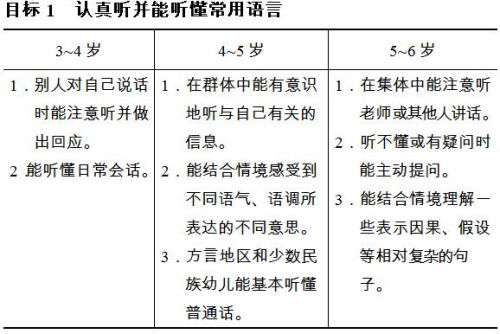 目标 1 认真听并能听懂常用语言
3~4 岁
4~5 岁
5~6 岁
1．别人对自己说话
时能注意听并做
出回应。
2.能听懂日常会话。
1．在群体中能有意识
地听与自己有关的
信息。
2．能结合情境感受到
不同语气、语调所
表达的不同意思。
3．方言地区和少数民
族幼儿能基本听懂
普通话。
1．在集体中能注意听
老师或其他人讲话。
2．听不懂或有疑问时
能主动提问。
3．能结合情境理解一
些表示因果、假设
等相对复杂的句
子。